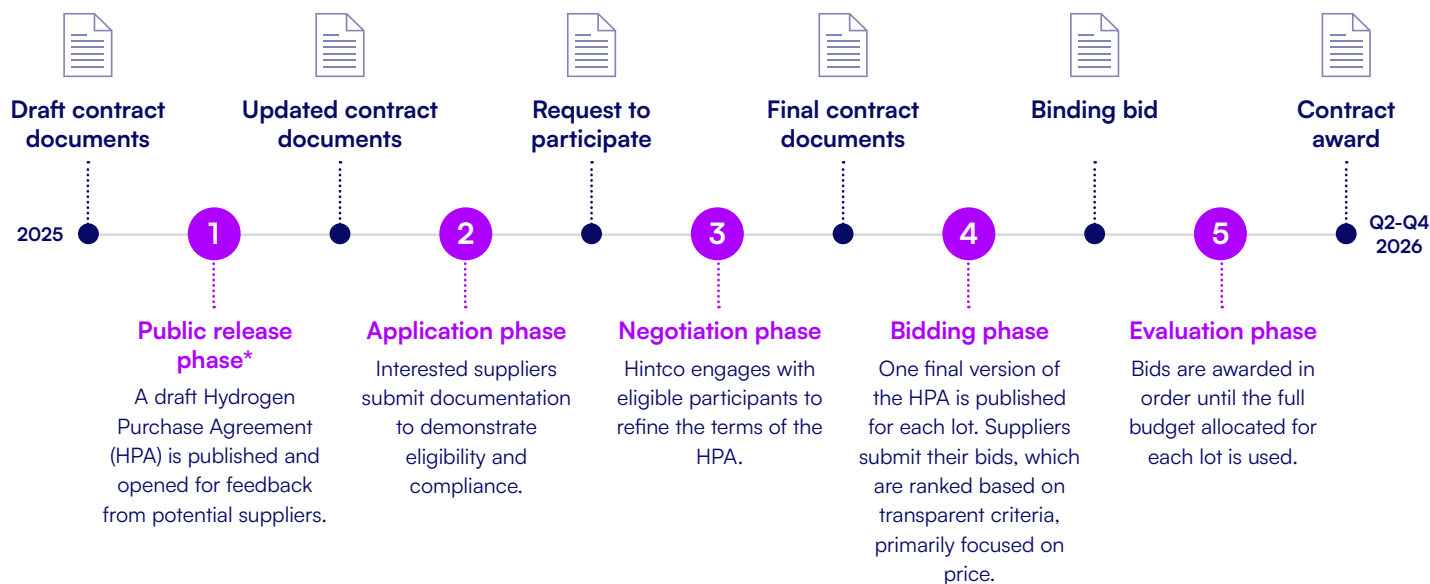 Draft contract
documents
Updated contract
documents
Request to
participate
Final contract
documents
Binding bid
Contract
award
2025
1
2
3
4
5
Q2-Q4
2026
Public release
phase*
A draft Hydrogen
Purchase Agreement
(HPA) is published and
opened for feedback
from potential suppliers.
Application phase
Interested suppliers
submit documentation
to demonstrate
eligibility and
compliance.
Negotiation phase
Hintco engages with
eligible participants to
refine the terms of the
HPA.
Bidding phase
One final version of
the HPA is published
for each lot. Suppliers
submit their bids, which
are ranked based on
transparent criteria,
primarily focused on
price.
Evaluation phase
Bids are awarded in
order until the full
budget allocated for
each lot is used.